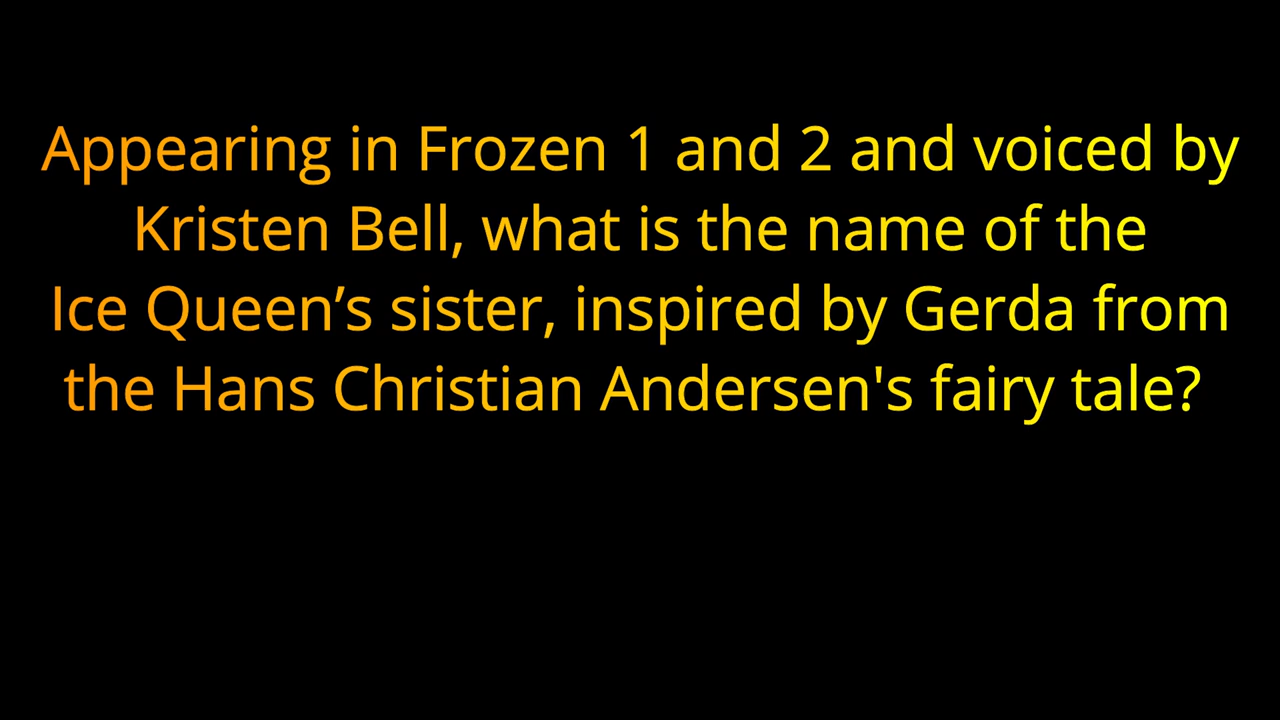 Appearing in Frozen 1 and 2 and voiced by
Kristen Bell, what is the name of the
Ice Queen’s sister, inspired by Gerda from
the Hans Christian Andersen's fairy tale?